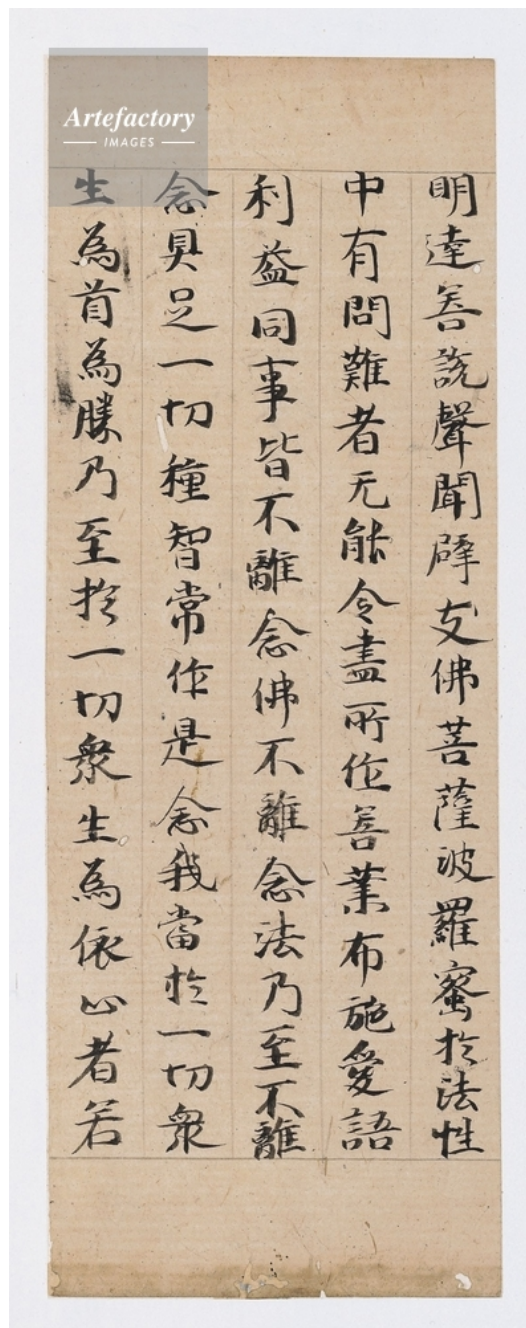 明達善說聲聞辟支佛菩薩波羅蜜扵法性
中有問難者无能令盡所作善業布施愛語
利益同事皆不離念佛不離念法乃至不離
念具足一切種智常作是念我當扵一切衆
生為首為勝乃至扵一切衆生為依止者若
Artefactory
IMAGES